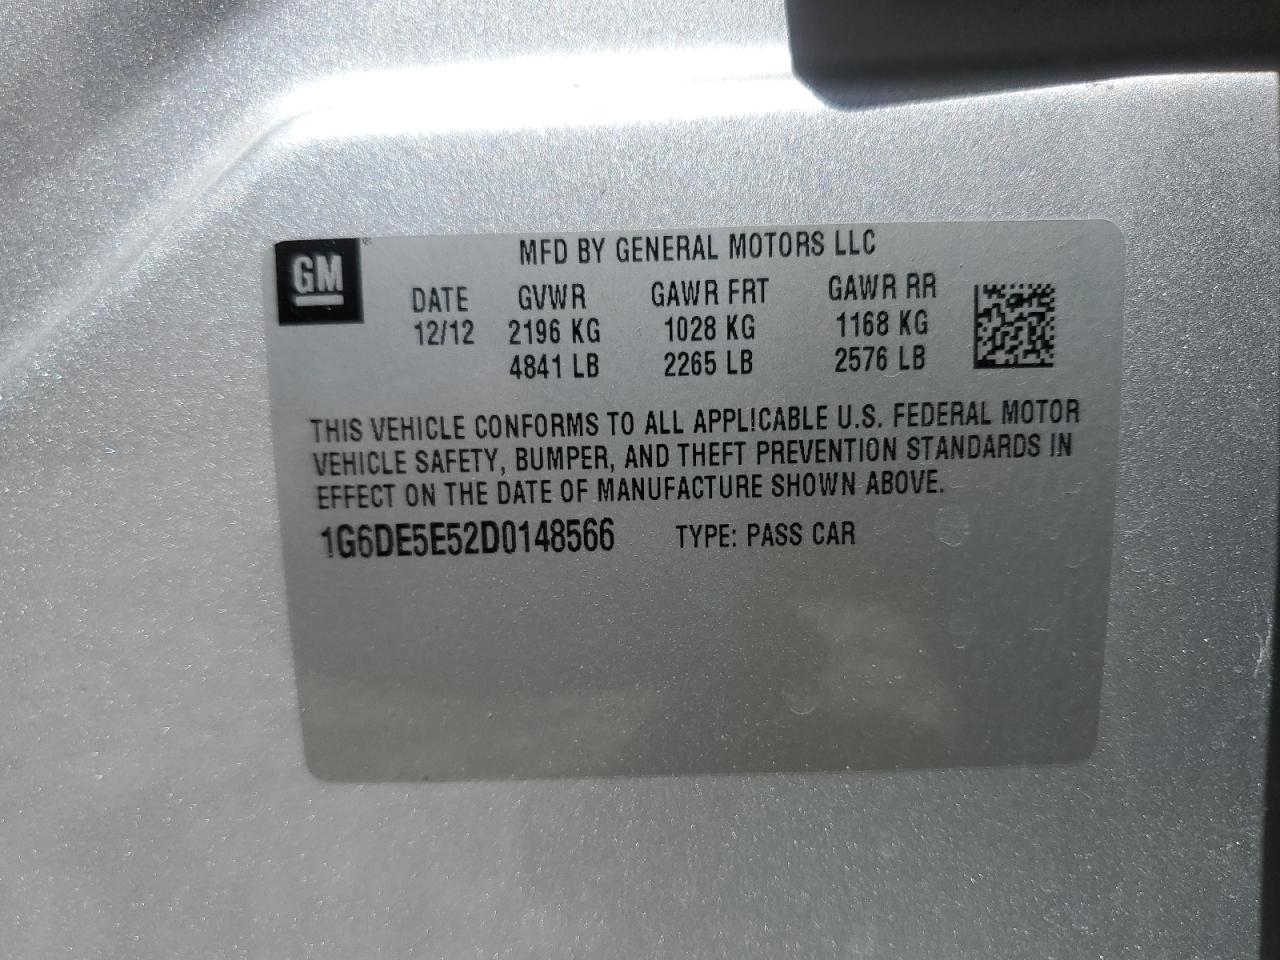 GM
MFD BY GENERAL MOTORS LLC
DATE GVWR GAWR FRT GAWR RR
12/12 2196 KG 1028 KG 1168 KG
4841 LB 2265 LB 2576 LB
THIS VEHICLE CONFORMS TO ALL APPLICABLE U.S. FEDERAL MOTOR
VEHICLE SAFETY, BUMPER, AND THEFT PREVENTION STANDARDS IN
EFFECT ON THE DATE OF MANUFACTURE SHOWN ABOVE.
1G6DE5E52D0148566 TYPE: PASS CAR